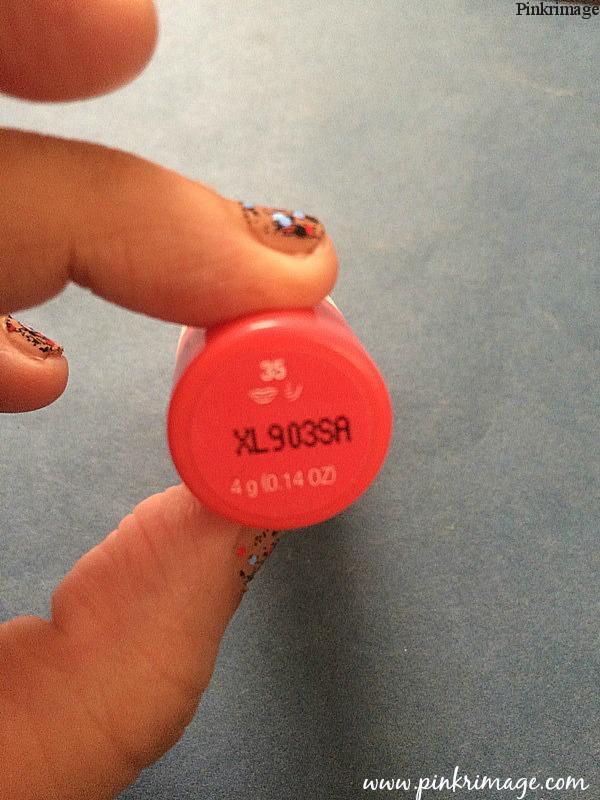 Pinkrimage
35
XL903SA
4 g (0.14 OZ)
www.pinkrimage.com